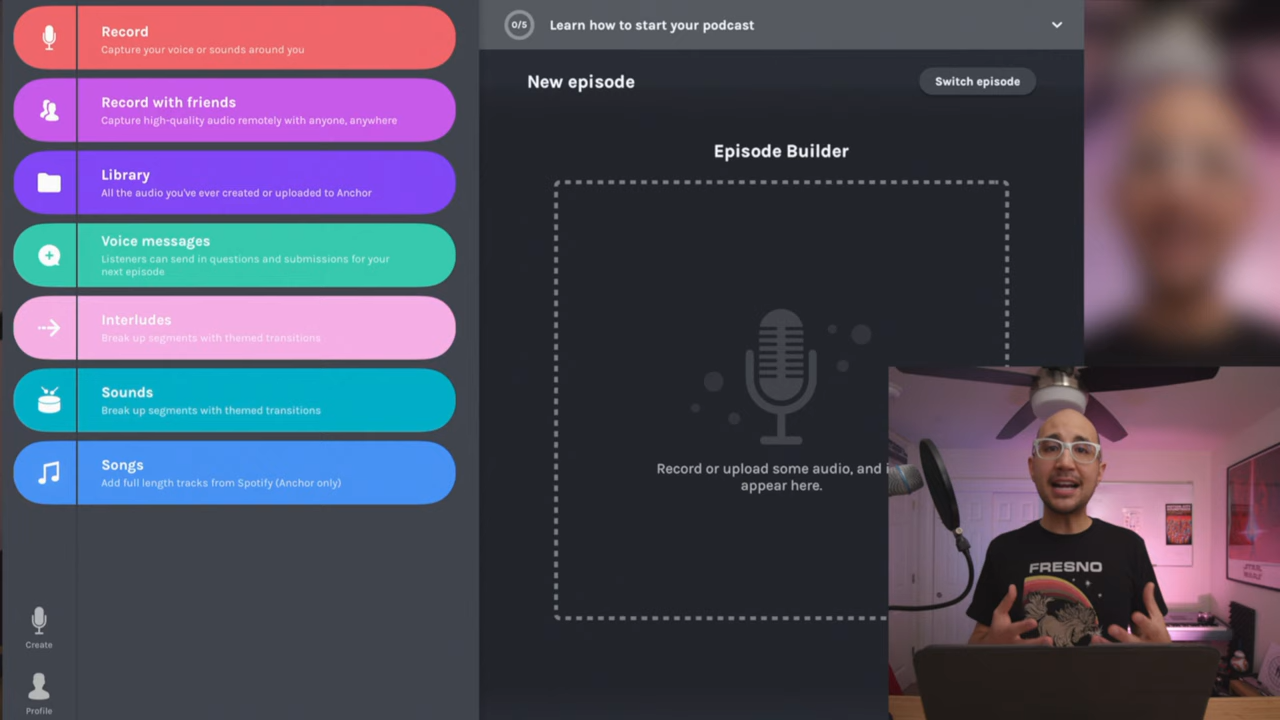 Record
Capture your voice or sounds around you
Record with friends
Capture high-quality audio remotely with anyone, anywhere
Library
All the audio you've ever created or uploaded to Anchor
Voice messages
Listeners can send in questions and submissions for your
next episode
Interludes
Break up segments with themed transitions
Sounds
Break up segments with themed transitions
Songs
Add full length tracks from Spotify (Anchor only)
Create
Profile
0/5
Learn how to start your podcast
New episode
Switch episode
Episode Builder
Record or upload some audio, and i
appear here.
FRESNO
STAR
WARS